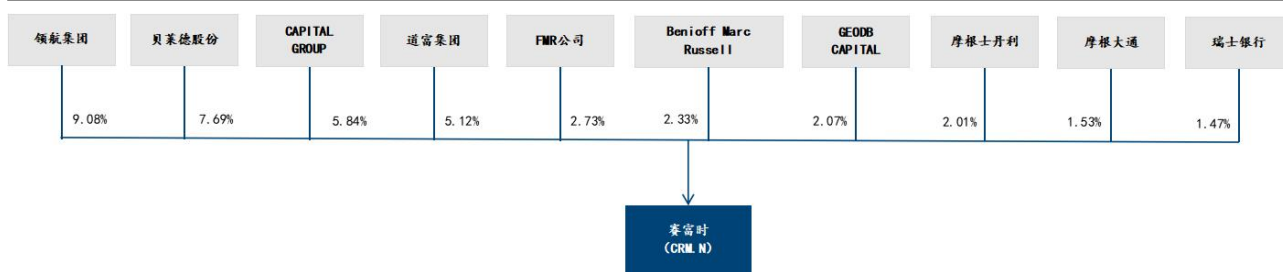 领航集团
贝莱德股份
CAPITAL
GROUP
道富集团
FMR公司
Benioff Marc
Russell
GEODB
CAPITAL
摩根士丹利
摩根大通
瑞士银行
9.08%
7.69%
5.84%
5.12%
2.73%
2.33%
2.07%
2.01%
1.53%
1.47%
赛富时
(CRM.N)